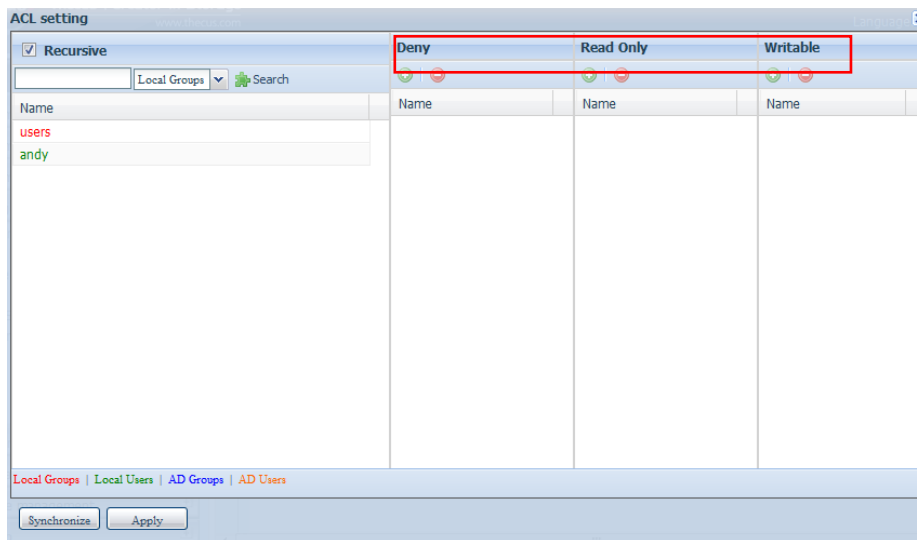 ACL setting
Recursive
Deny
Read Only
Writable
Local Groups
Search
Name
Name
Name
Name
users
andy
Local Groups | Local Users | AD Groups | AD Users
Synchronize
Apply